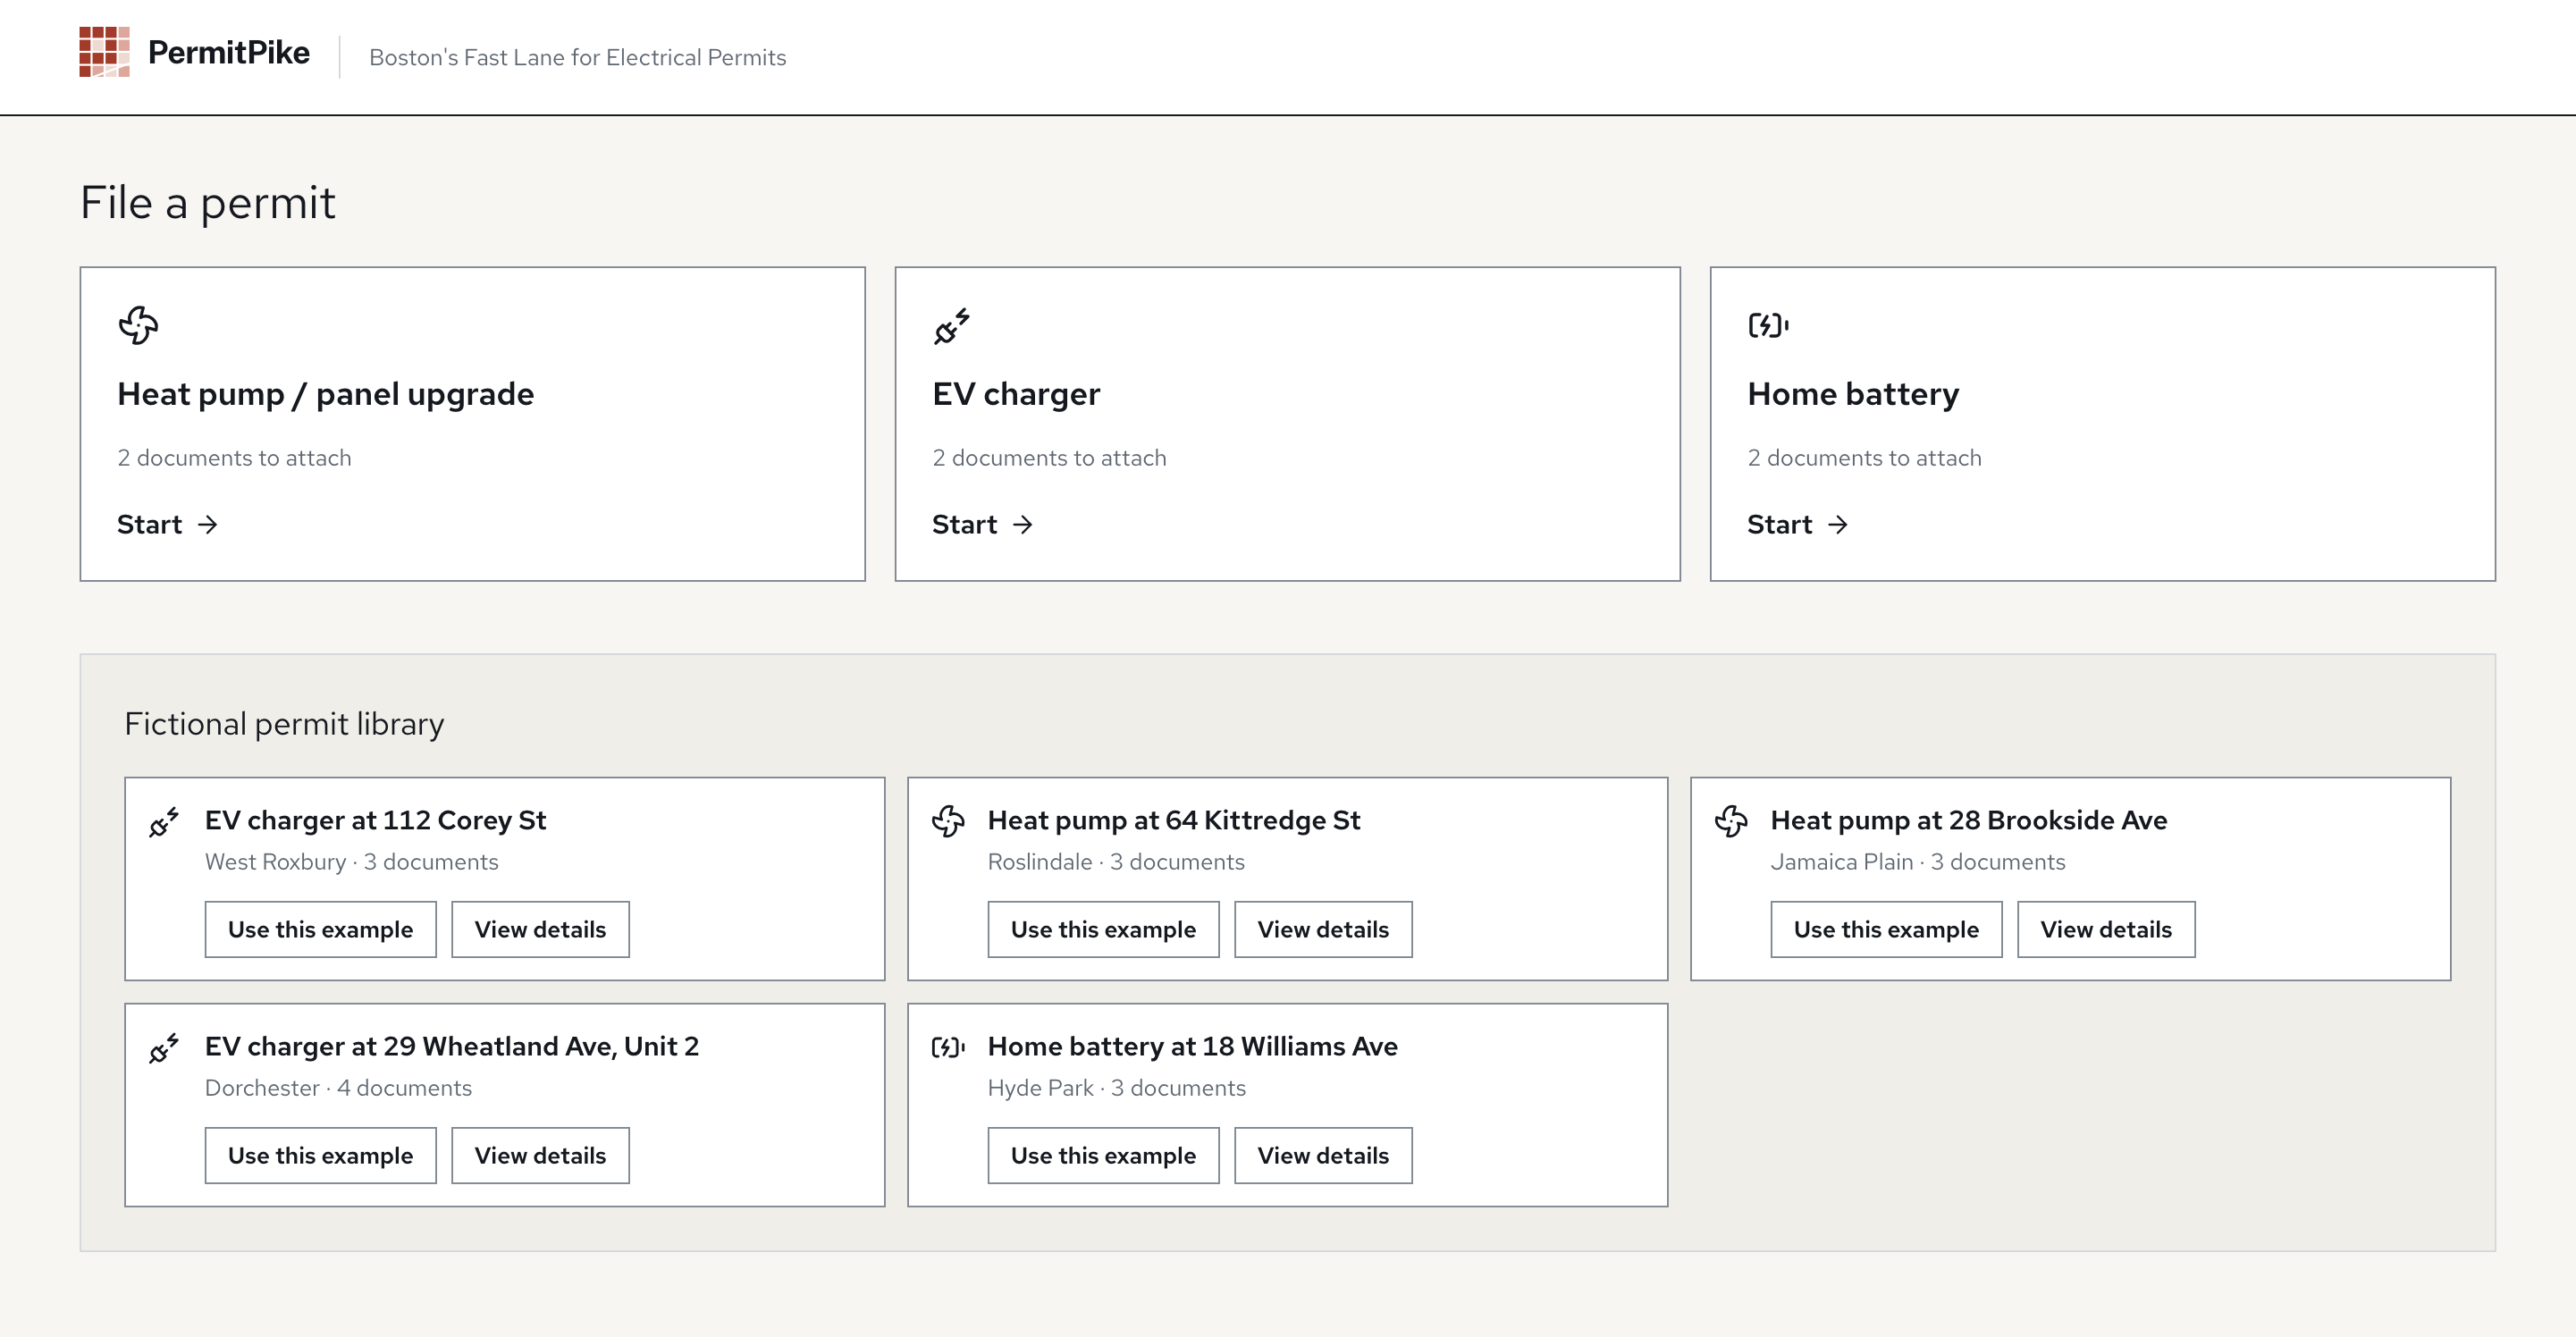 PermitPike
Boston's Fast Lane for Electrical Permits
File a permit
Heat pump / panel upgrade
2 documents to attach
Start
EV charger
2 documents to attach
Start
Home battery
2 documents to attach
Start
Fictional permit library
EV charger at 112 Corey St
West Roxbury · 3 documents
Use this example
View details
Heat pump at 64 Kittredge St
Roslindale · 3 documents
Use this example
View details
Heat pump at 28 Brookside Ave
Jamaica Plain · 3 documents
Use this example
View details
EV charger at 29 Wheatland Ave, Unit 2
Dorchester · 4 documents
Use this example
View details
Home battery at 18 Williams Ave
Hyde Park · 3 documents
Use this example
View details